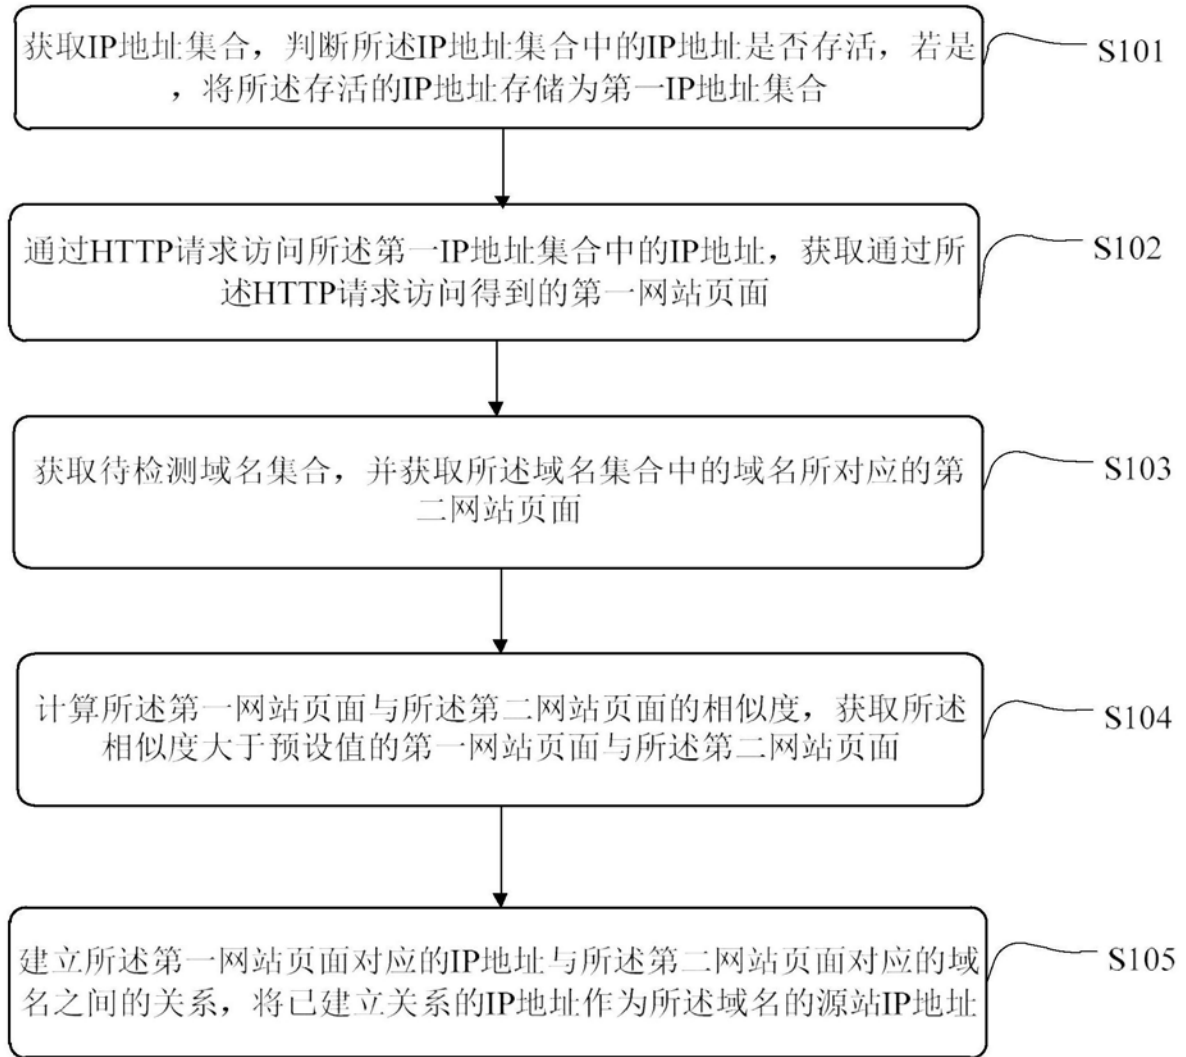 获取IP地址集合，判断所述IP地址集合中的IP地址是否存活，若是
，将所述存活的IP地址存储为第一IP地址集合
S101
通过HTTP请求访问所述第一IP地址集合中的IP地址，获取通过所
述HTTP请求访问得到的第一网站页面
S102
获取待检测域名集合，并获取所述域名集合中的域名所对应的第
二网站页面
S103
计算所述第一网站页面与所述第二网站页面的相似度，获取所述
相似度大于预设值的第一网站页面与所述第二网站页面
S104
建立所述第一网站页面对应的IP地址与所述第二网站页面对应的域
名之间的关系，将已建立关系的IP地址作为所述域名的源站IP地址
S105